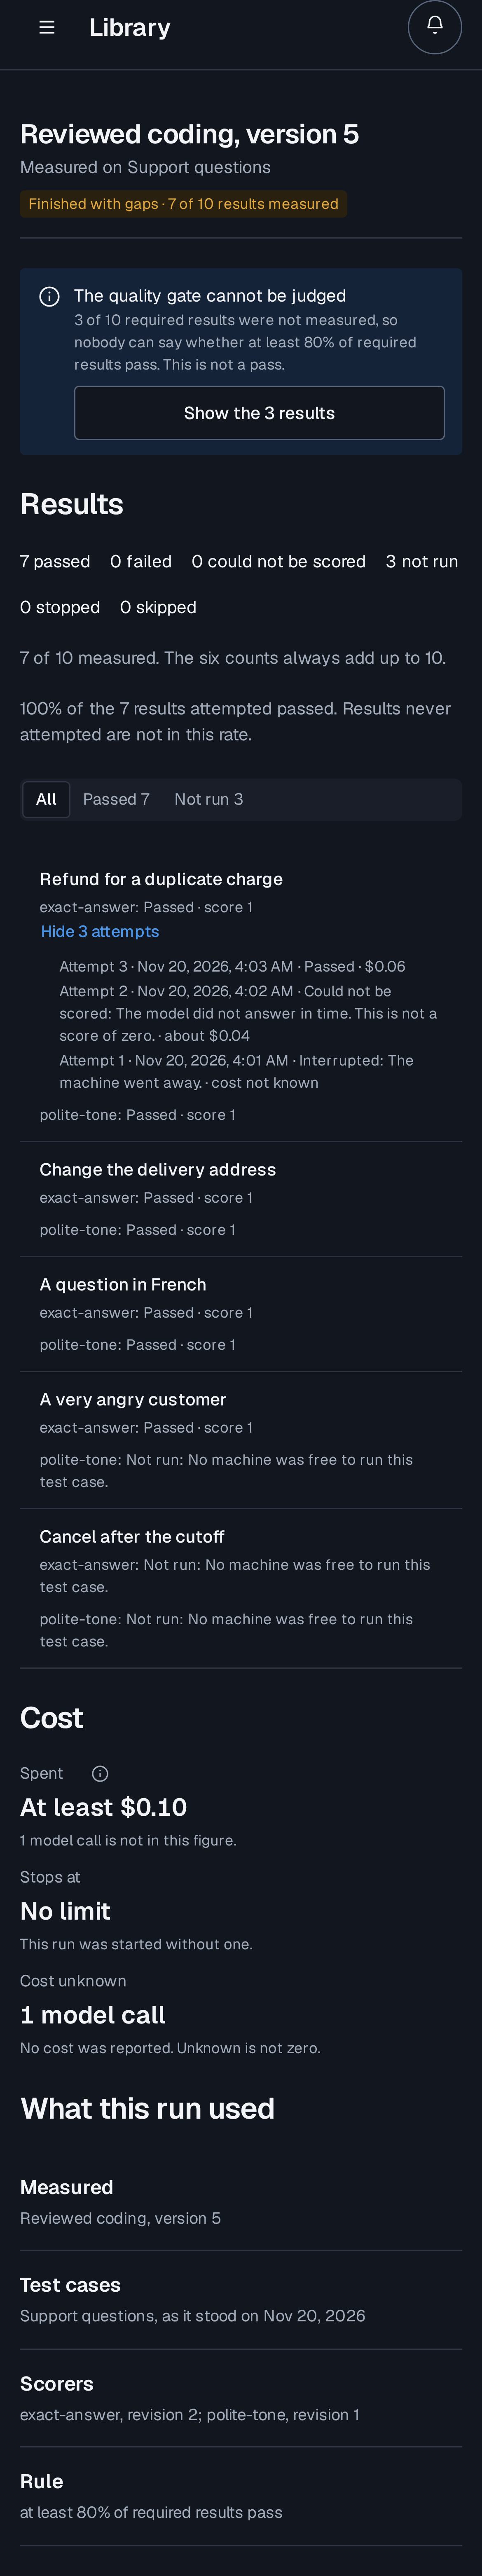 Library
Reviewed coding, version 5
Measured on Support questions
Finished with gaps · 7 of 10 results measured
The quality gate cannot be judged
3 of 10 required results were not measured, so
nobody can say whether at least 80% of required
results pass. This is not a pass.
Show the 3 results
Results
7 passed 0 failed 0 could not be scored 3 not run
0 stopped 0 skipped
7 of 10 measured. The six counts always add up to 10.
100% of the 7 results attempted passed. Results never
attempted are not in this rate.
All Passed 7 Not run 3
Refund for a duplicate charge
exact-answer: Passed · score 1
Hide 3 attempts
Attempt 3 · Nov 20, 2026, 4:03 AM · Passed · $0.06
Attempt 2 · Nov 20, 2026, 4:02 AM · Could not be
scored: The model did not answer in time. This is not a
score of zero. · about $0.04
Attempt 1 · Nov 20, 2026, 4:01 AM · Interrupted: The
machine went away. · cost not known
polite-tone: Passed · score 1
Change the delivery address
exact-answer: Passed · score 1
polite-tone: Passed · score 1
A question in French
exact-answer: Passed · score 1
polite-tone: Passed · score 1
A very angry customer
exact-answer: Passed · score 1
polite-tone: Not run: No machine was free to run this
test case.
Cancel after the cutoff
exact-answer: Not run: No machine was free to run this
test case.
polite-tone: Not run: No machine was free to run this
test case.
Cost
Spent
At least $0.10
1 model call is not in this figure.
Stops at
No limit
This run was started without one.
Cost unknown
1 model call
No cost was reported. Unknown is not zero.
What this run used
Measured
Reviewed coding, version 5
Test cases
Support questions, as it stood on Nov 20, 2026
Scorers
exact-answer, revision 2; polite-tone, revision 1
Rule
at least 80% of required results pass